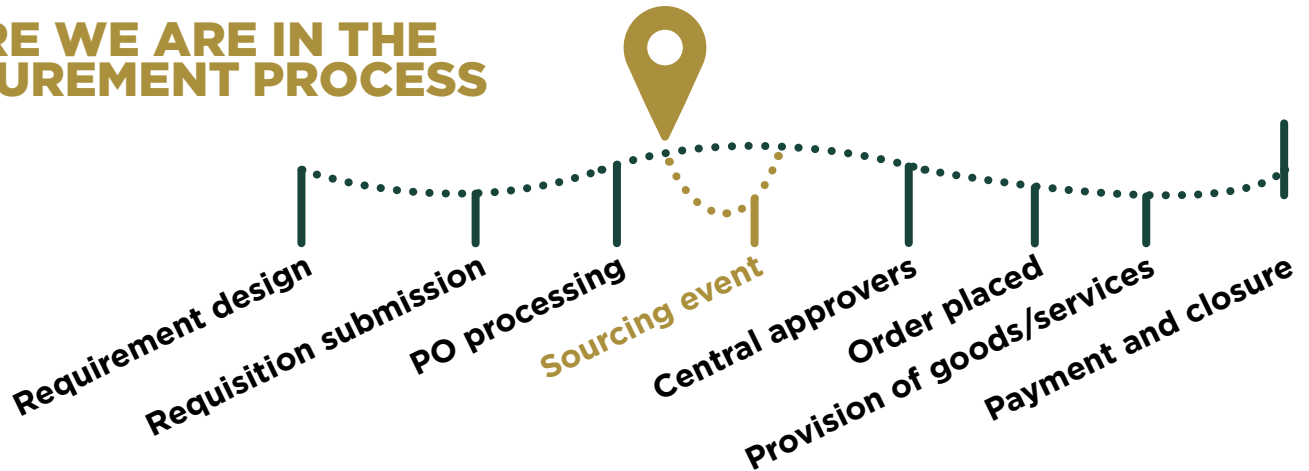 RE WE ARE IN THE
UREMENT PROCESS
Requirement design
Requisition submission
PO processing
Sourcing event
Central approvers
Order placed
Provision of goods/services
Payment and closure